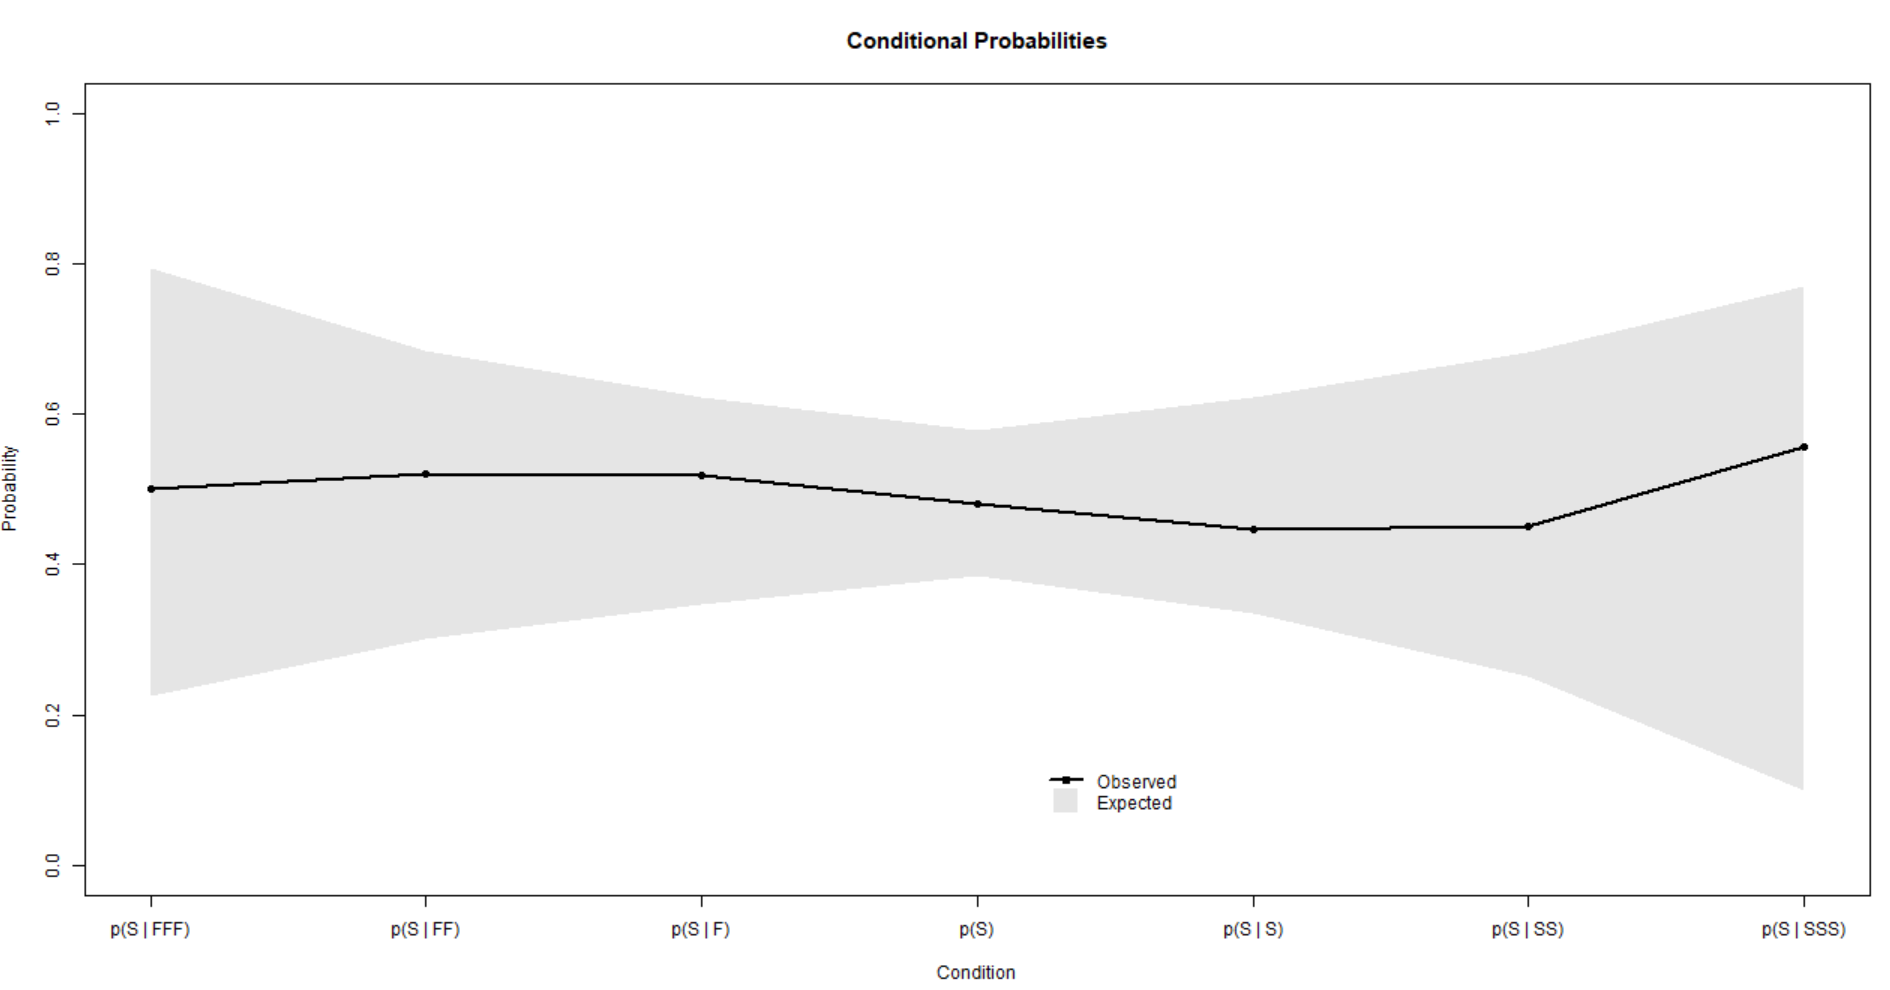 Conditional Probabilities
1.0
0.8
0.6
0.4
0.2
0.0
Probability
Observed
Expected
p(S | FFF)
p(S | FF)
p(S | F)
p(S)
p(S | S)
p(S | SS)
p(S | SSS)
Condition